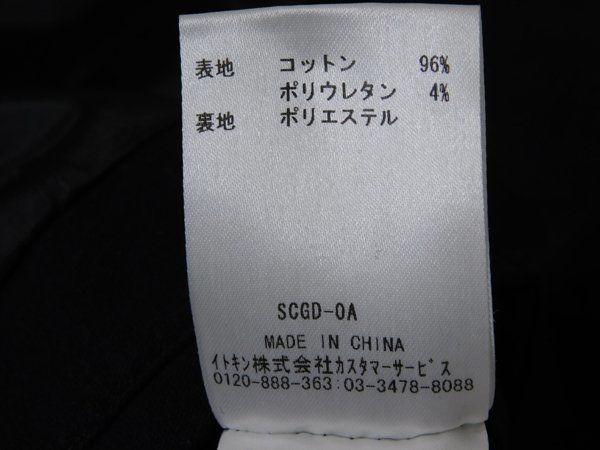 表地 コットン 96%
ポリウレタン 4%
裏地 ポリエステル
SCGD-0A
MADE IN CHINA
イトキン株式会社カスタマーサービス
0120-888-363:03-3478-8088